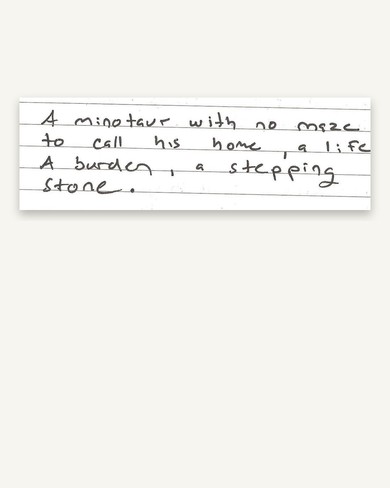 A minotaur with no maze
to call his home, a life
A burden, a stepping
stone.